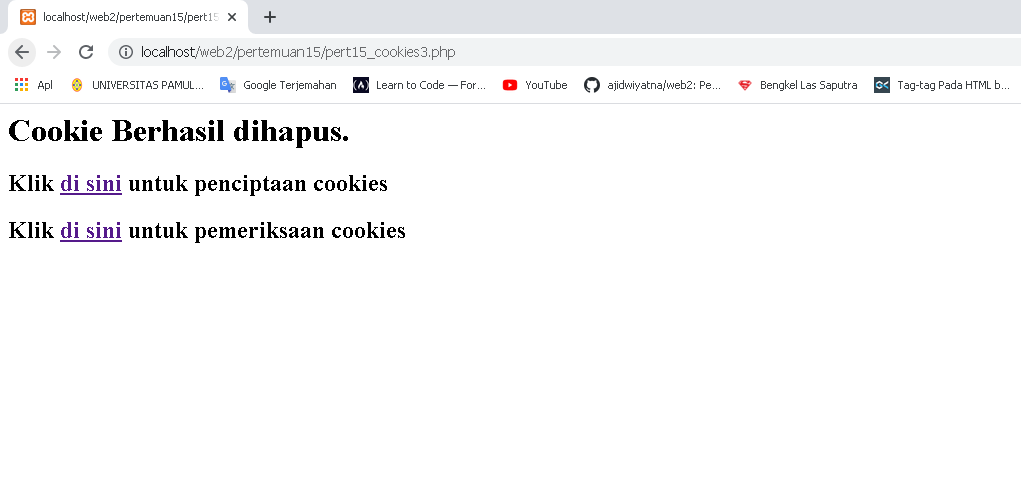 localhost/web2/pertemuan15/pert15
localhost/web2/pertemuan15/pert15_cookies3.php
Apl UNIVERSITAS PAMUL... Google Terjemahan Learn to Code — For... YouTube ajidwiyatna/web2: Pe... Bengkel Las Saputra Tag-tag Pada HTML b...
Cookie Berhasil dihapus.
Klik di sini untuk penciptaan cookies
Klik di sini untuk pemeriksaan cookies